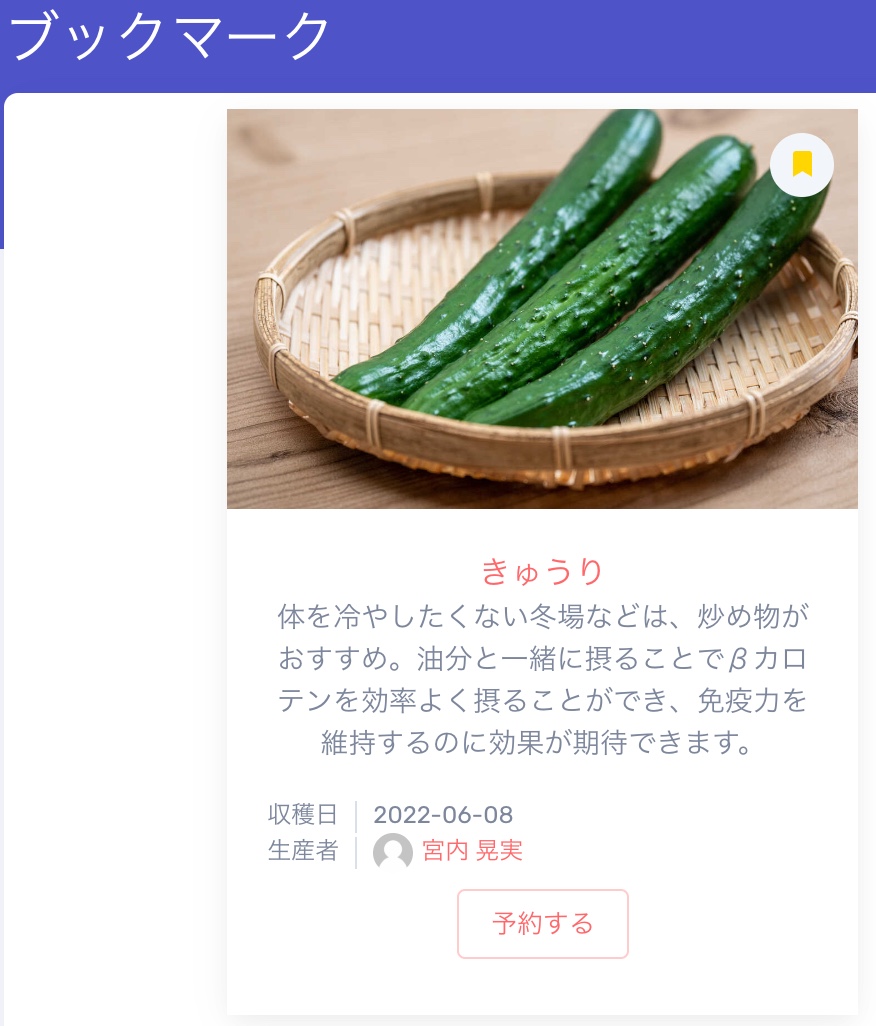 ブックマーク
きゅうり
体を冷やしたくない冬場などは、炒め物が
おすすめ。油分と一緒に摂ることでβカロ
テンを効率よく摂ることができ、免疫力を
維持するのに効果が期待できます。
収穫日 2022-06-08
生産者 宮内 晃実
予約する